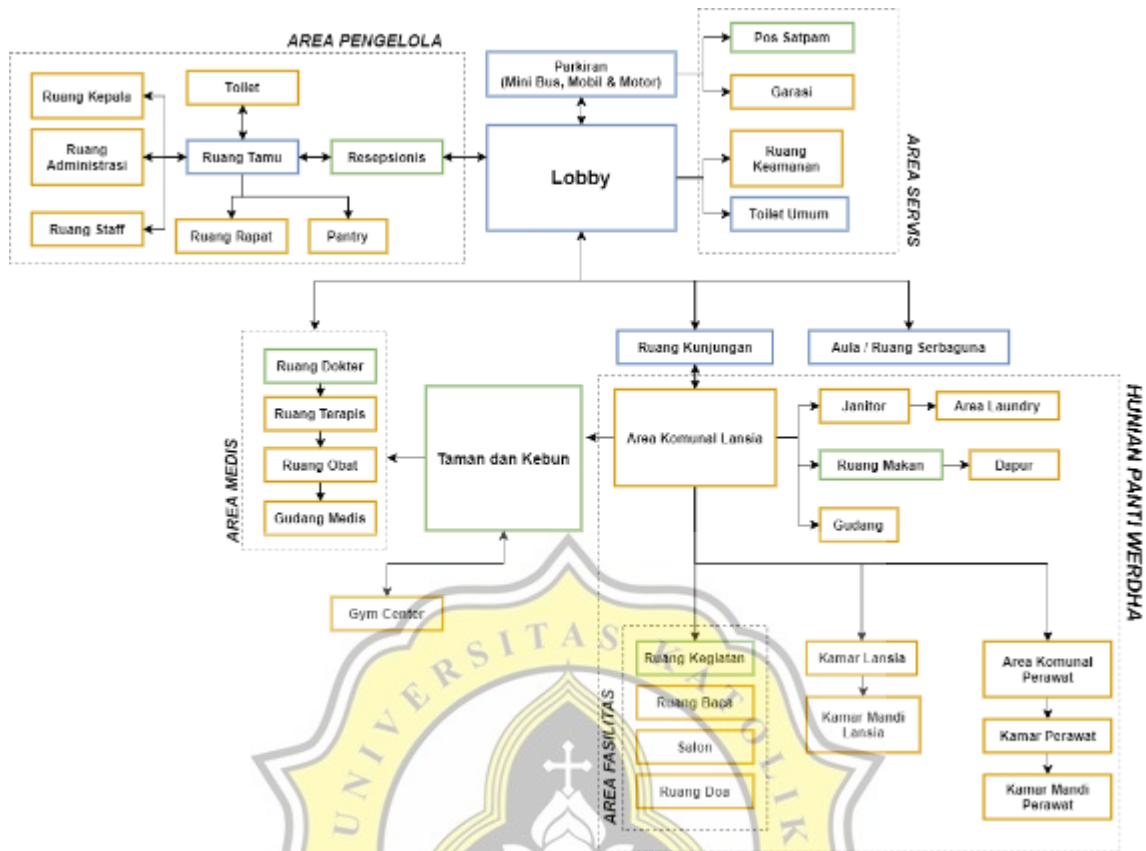 AREA PENGELOLA
Ruang Kepala
Toilet
Ruang
Administrasi
Ruang Tamu
Resepsionis
Ruang Staff
Ruang Rapat
Pantry
Parkiran
(Mini Bus, Mobil & Motor)
Lobby
Pos Satpam
Garasi
Ruang
Keamanan
Toilet Umum
AREA SERVIS
Ruang Kunjungan
Aula / Ruang Serbaguna
Ruang Dokter
Ruang Terapis
Ruang Obat
Gudang Medis
AREA MEDIS
Taman dan Kebun
Gym Center
Area Komunal Lansia
Janitor
Area Laundry
Ruang Makan
Dapur
Gudang
HUNIAN PANTI WERDHA
Ruang Kegiatan
Ruang Baca
Salon
Ruang Doa
AREA FASILITAS
Kamar Lansia
Kamar Mandi
Lansia
Area Komunal
Perawat
Kamar Perawat
Kamar Mandi
Perawat
UNIVERSITAS KATOLIK